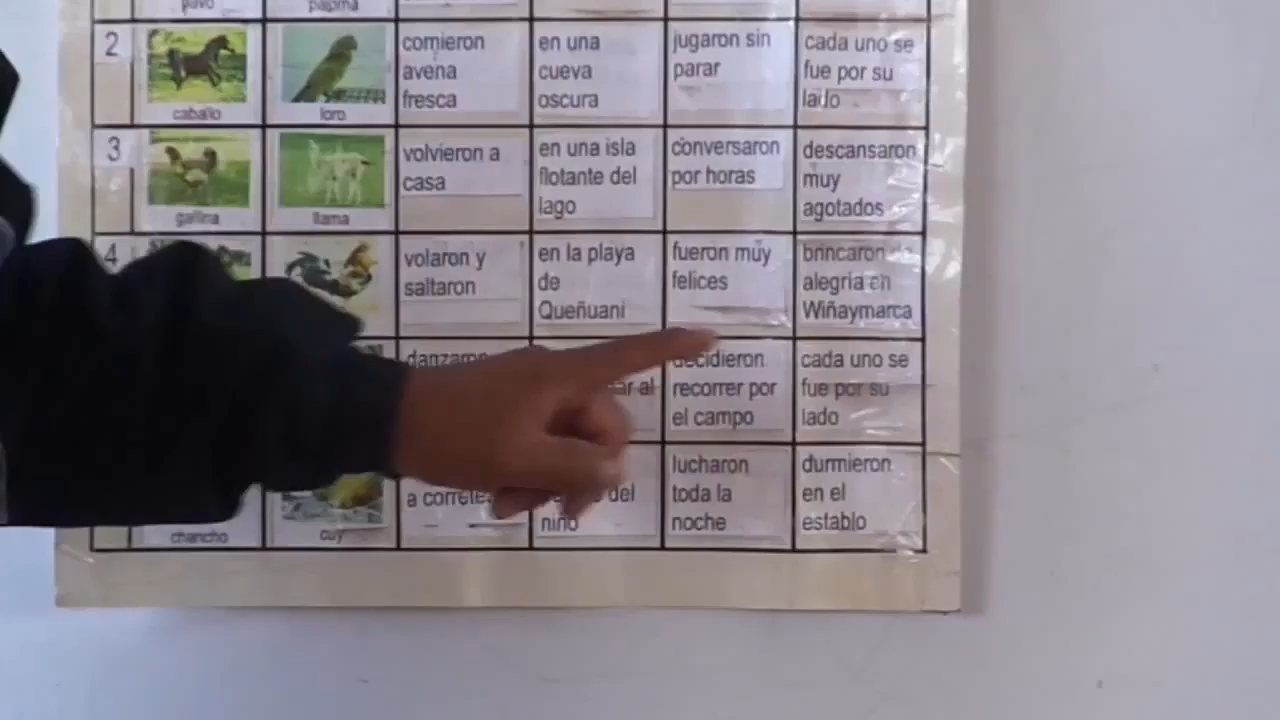 pavo
paloma
2
caballo
loro
comieron
avena
fresca
en una
cueva
oscura
jugaron sin
parar
cada uno se
fue por su
lado
3
gallina
llama
volvieron a
casa
en una isla
flotante del
lago
conversaron
por horas
descansaron
muy
agotados
4
volaron y
saltaron
en la playa
de
Queñuani
fueron muy
felices
brincaron de
alegria en
Wiñaymarca
danzaron
al
decidieron
recorrer por
el campo
cada uno se
fue por su
lado
chancho
cuy
a
del
niño
lucharon
toda la
noche
durmieron
en el
establo